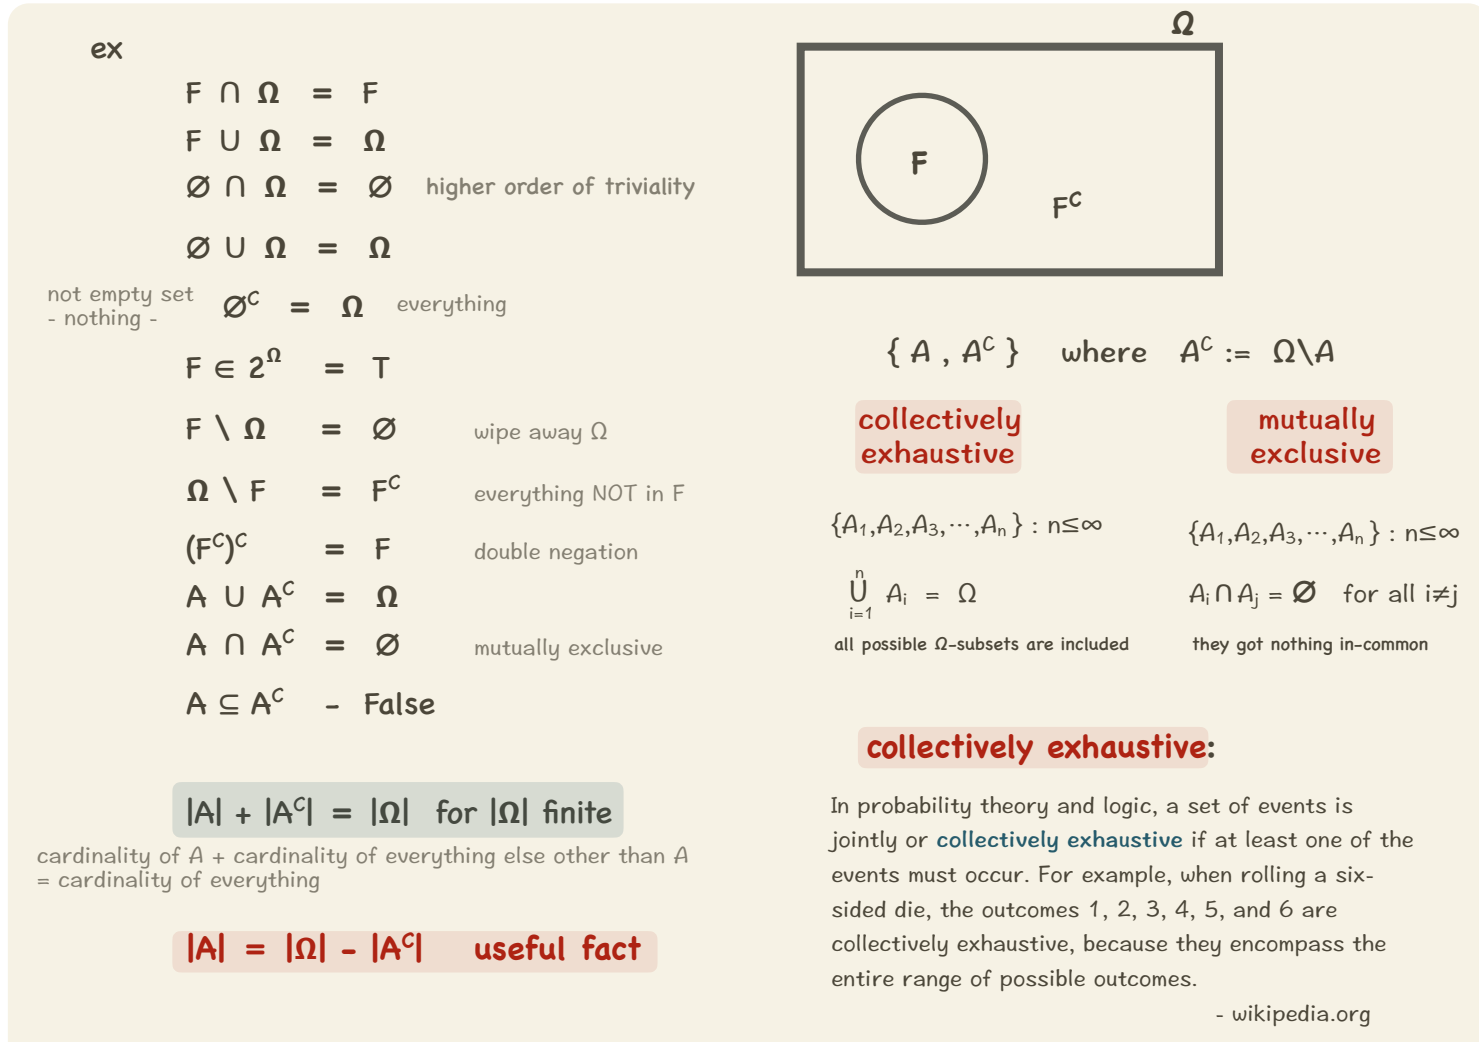 ex
F ∩ Ω = F
F ∪ Ω = Ω
Ø ∩ Ω = Ø higher order of triviality
Ø ∪ Ω = Ω
not empty set
- nothing -
Øᶜ = Ω everything
F ∈ 2^Ω = T
F \ Ω = Ø wipe away Ω
Ω \ F = Fᶜ everything NOT in F
(Fᶜ)ᶜ = F double negation
A ∪ Aᶜ = Ω
A ∩ Aᶜ = Ø mutually exclusive
A ⊆ Aᶜ - False
|A| + |Aᶜ| = |Ω| for |Ω| finite
cardinality of A + cardinality of everything else other than A
= cardinality of everything
|A| = |Ω| - |Aᶜ| useful fact
Ω
F
Fᶜ
{ A , Aᶜ } where Aᶜ := Ω\A
collectively
exhaustive
{A₁,A₂,A₃,⋯,Aₙ} : n≤∞
n
∪ Aᵢ = Ω
i=1
all possible Ω-subsets are included
mutually
exclusive
{A₁,A₂,A₃,⋯,Aₙ} : n≤∞
Aᵢ ∩ Aⱼ = Ø for all i≠j
they got nothing in-common
collectively exhaustive:
In probability theory and logic, a set of events is
jointly or collectively exhaustive if at least one of the
events must occur. For example, when rolling a six-
sided die, the outcomes 1, 2, 3, 4, 5, and 6 are
collectively exhaustive, because they encompass the
entire range of possible outcomes.
- wikipedia.org